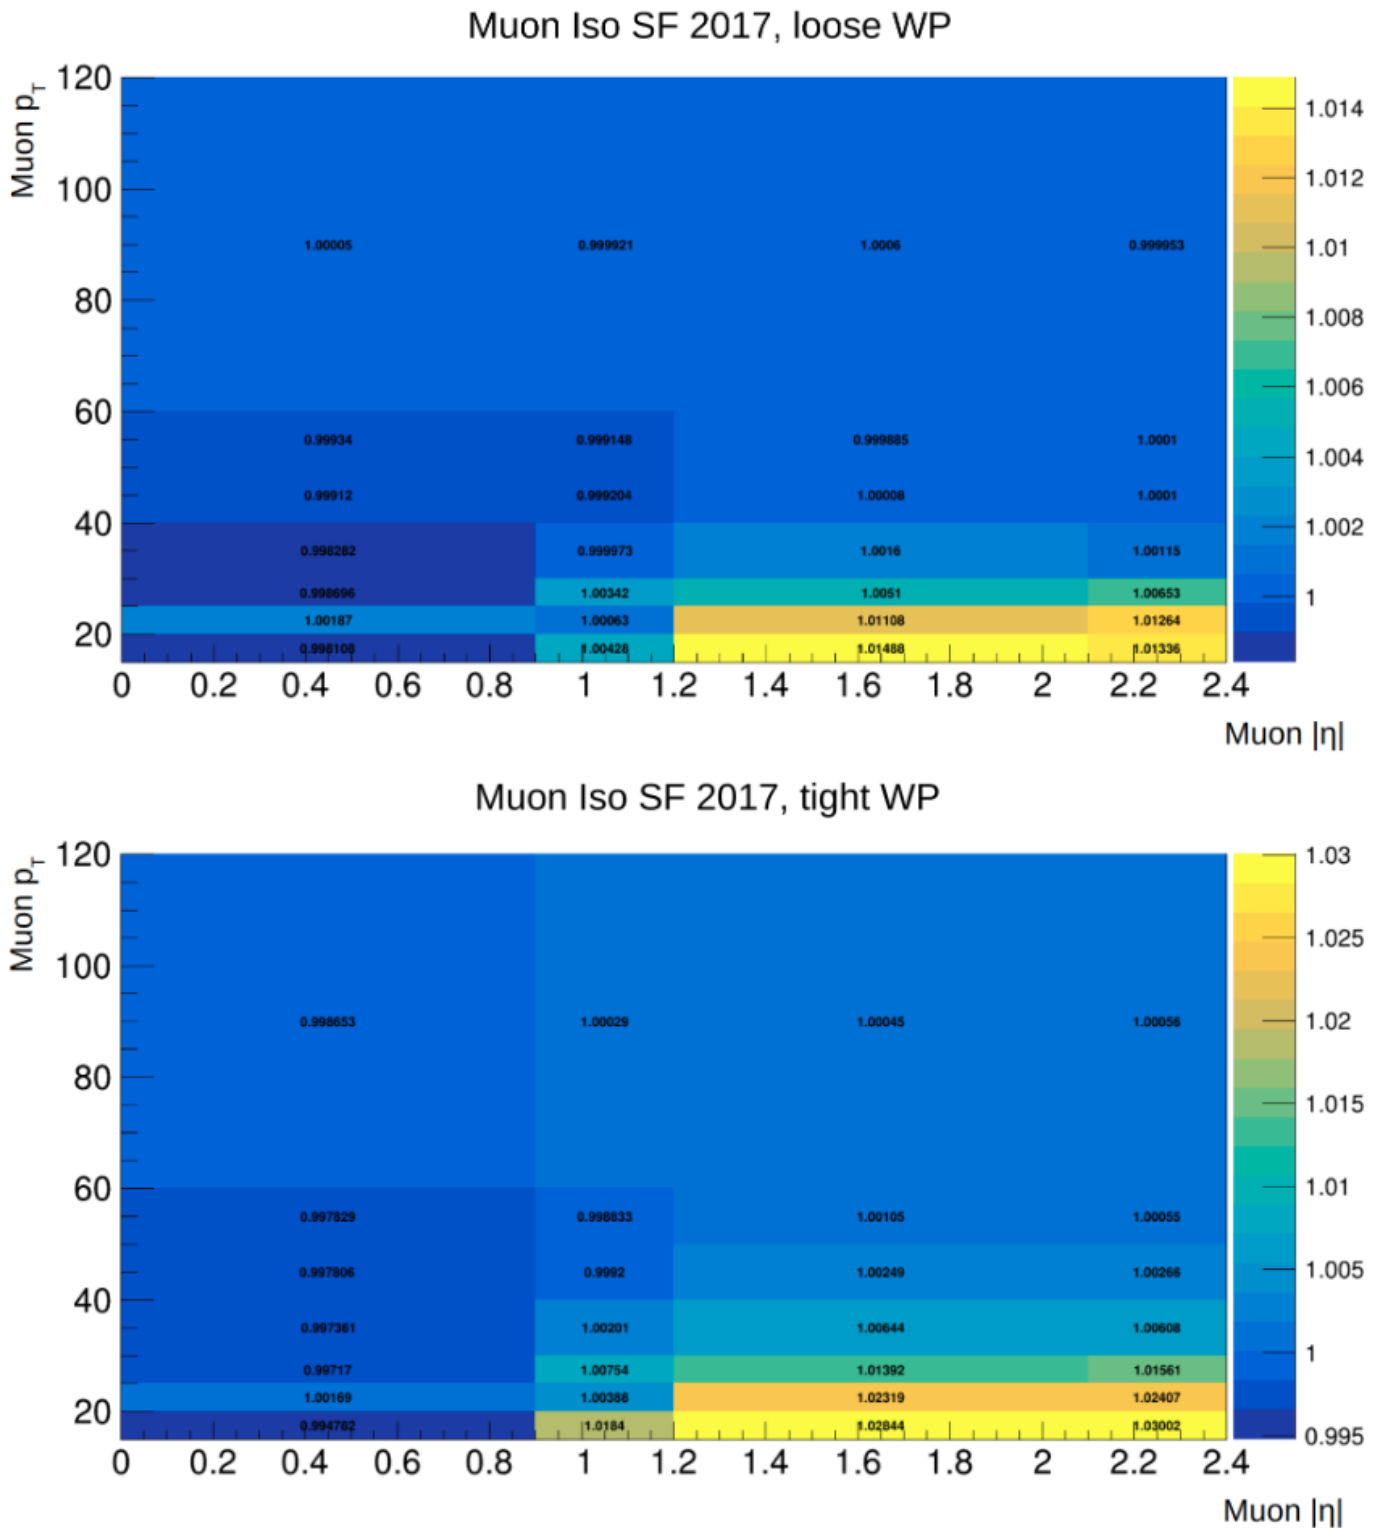 Muon Iso SF 2017, loose WP
Muon p_T
120
100
80
60
40
20
1.00005 0.999921 1.0006 0.999953
0.99934 0.999148 0.999885 1.0001
0.99912 0.999204 1.00008 1.0001
0.998282 0.999973 1.0016 1.00115
0.998696 1.00342 1.0051 1.00653
1.00187 1.00063 1.01108 1.01264
0.998108 1.00428 1.01488 1.01336
0 0.2 0.4 0.6 0.8 1 1.2 1.4 1.6 1.8 2 2.2 2.4
Muon |η|
1.014
1.012
1.01
1.008
1.006
1.004
1.002
1
Muon Iso SF 2017, tight WP
Muon p_T
120
100
80
60
40
20
0.998653 1.00029 1.00045 1.00056
0.997829 0.998833 1.00105 1.00055
0.997806 0.9992 1.00249 1.00266
0.997361 1.00201 1.00644 1.00608
0.99717 1.00754 1.01392 1.01561
1.00169 1.00388 1.02319 1.02407
0.994782 1.0184 1.02844 1.03002
0 0.2 0.4 0.6 0.8 1 1.2 1.4 1.6 1.8 2 2.2 2.4
Muon |η|
1.03
1.025
1.02
1.015
1.01
1.005
1
0.995